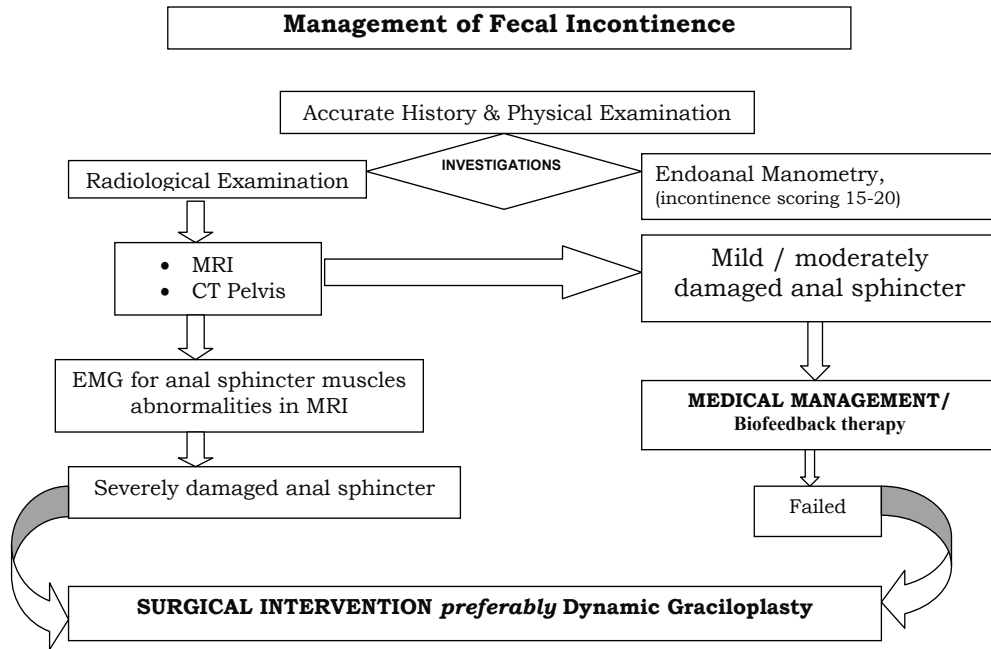 Management of Fecal Incontinence
Accurate History & Physical Examination
INVESTIGATIONS
Radiological Examination
Endoanal Manometry,
(incontinence scoring 15-20)
• MRI
• CT Pelvis
Mild / moderately
damaged anal sphincter
EMG for anal sphincter muscles
abnormalities in MRI
MEDICAL MANAGEMENT/
Biofeedback therapy
Severely damaged anal sphincter
Failed
SURGICAL INTERVENTION preferably Dynamic Graciloplasty